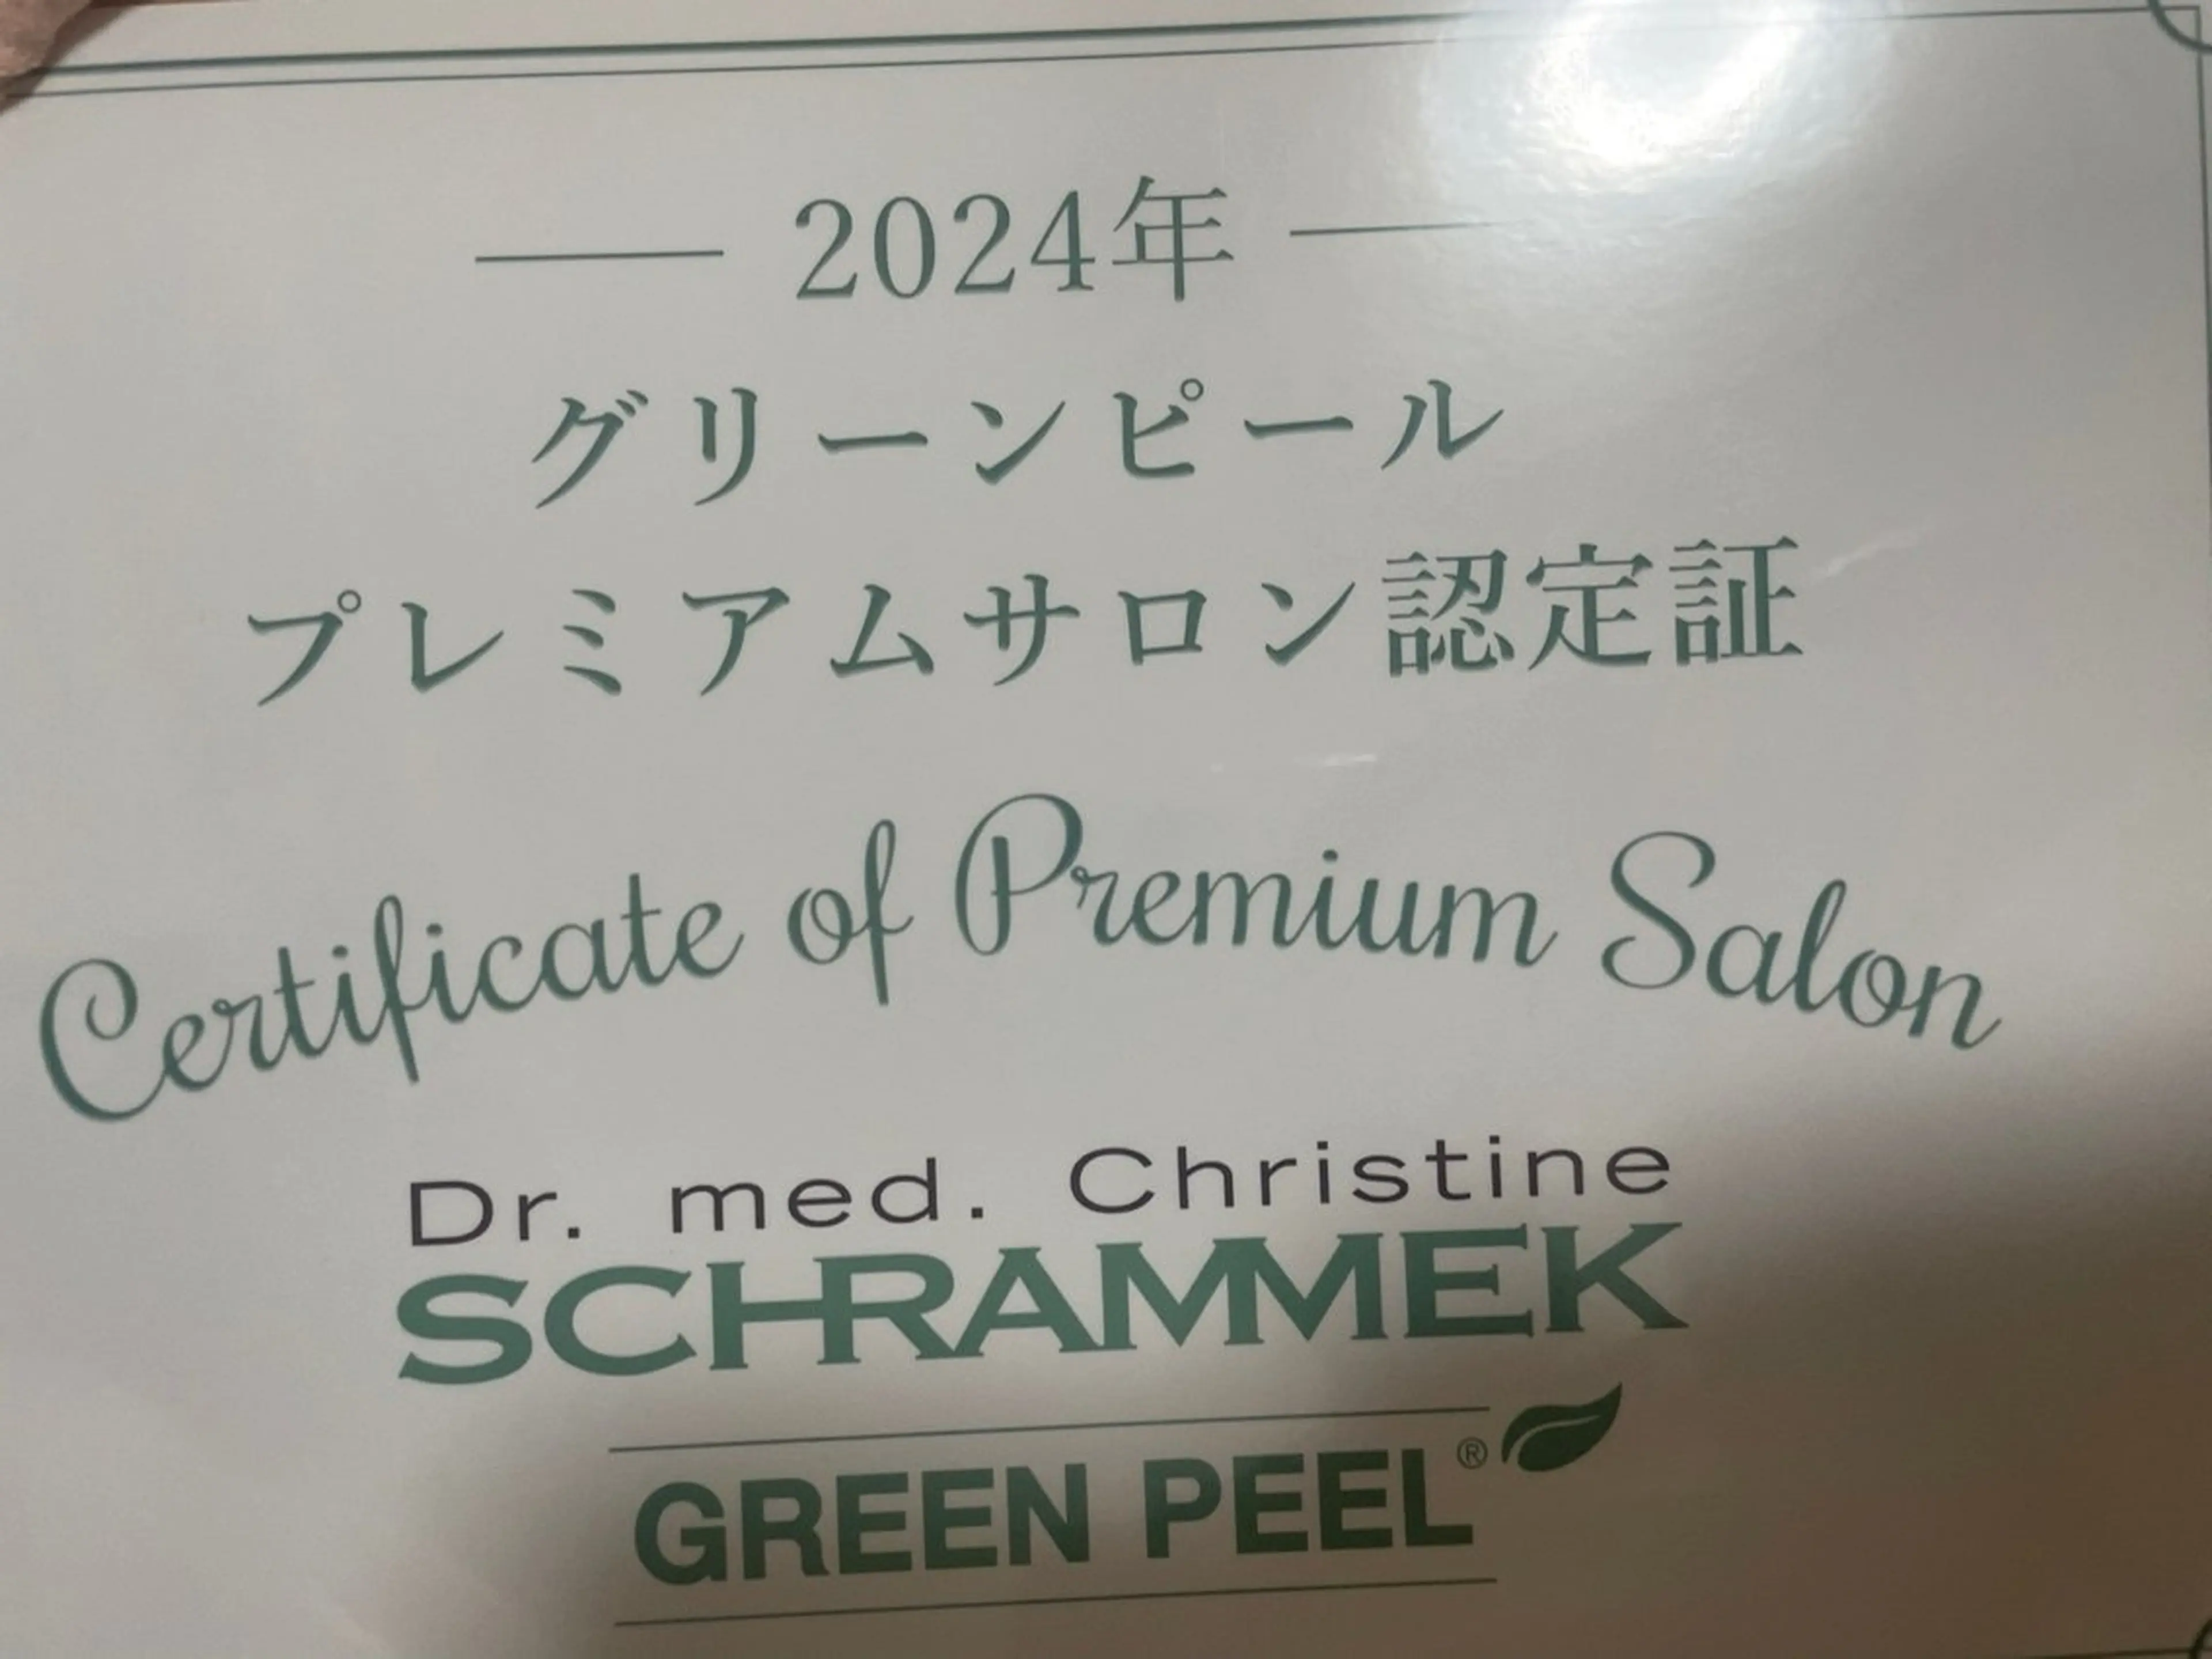 2024年
グリーンピール
プレミアムサロン認定証
Certificate of Premium Salon
Dr. med. Christine
SCHRAMMEK
GREEN PEEL®